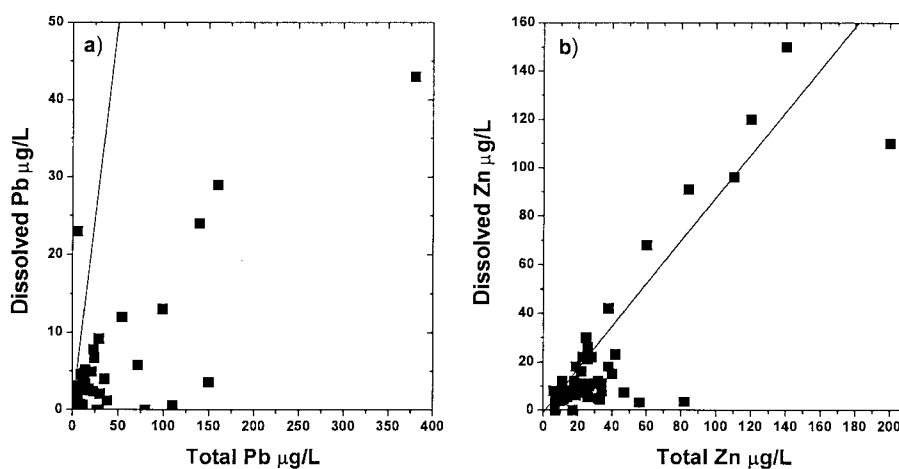 a)
50
40
30
20
10
0
Dissolved Pb µg/L
0 50 100 150 200 250 300 350 400
Total Pb µg/L
b)
160
140
120
100
80
60
40
20
0
Dissolved Zn µg/L
0 20 40 60 80 100 120 140 160 180 200
Total Zn µg/L